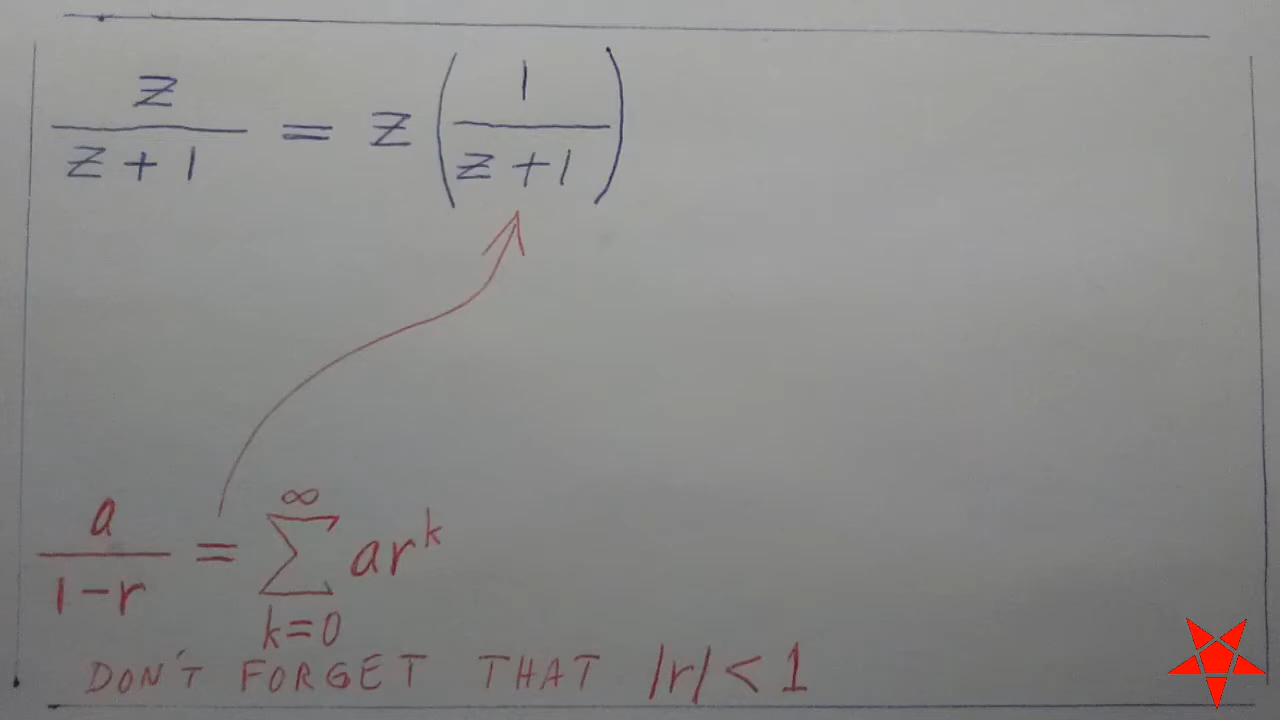 z/(z + 1) = z(1/(z + 1))
a/(1 - r) = ∑_{k=0}^{∞} ar^k
DON'T FORGET THAT |r| < 1